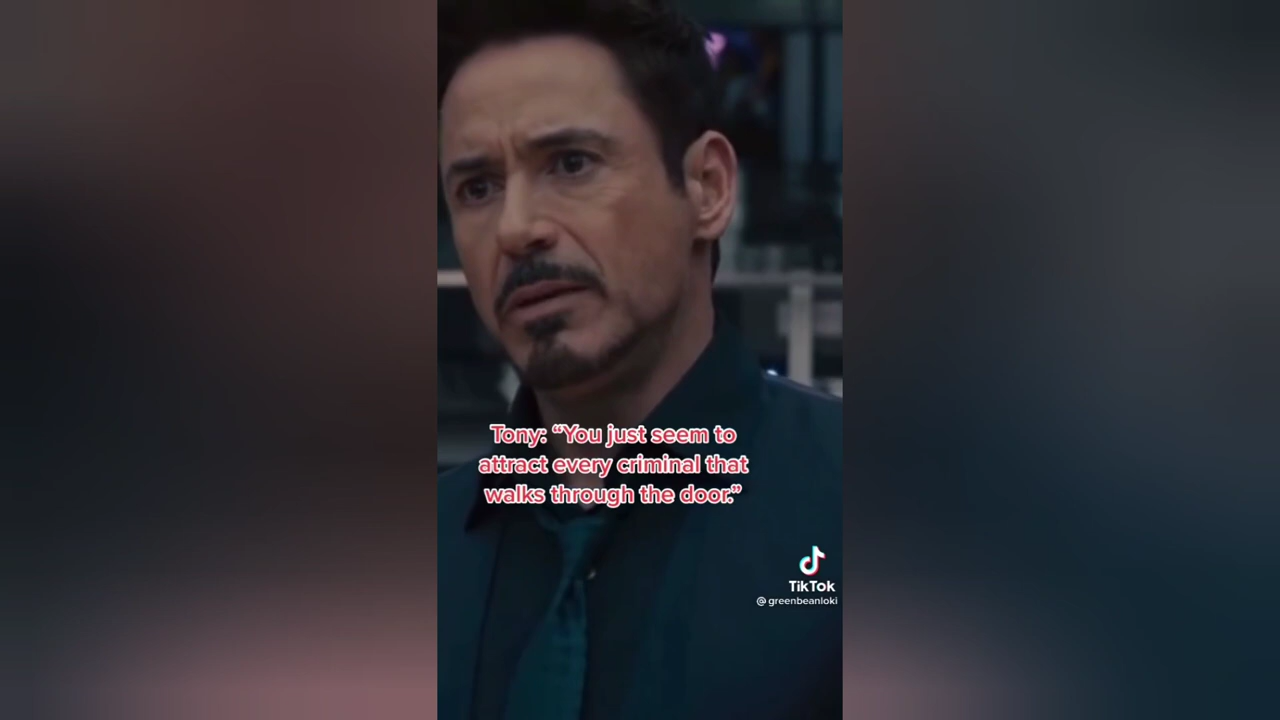 Tony: “You just seem to
attract every criminal that
walks through the door.”
TikTok
@greenbeanloki